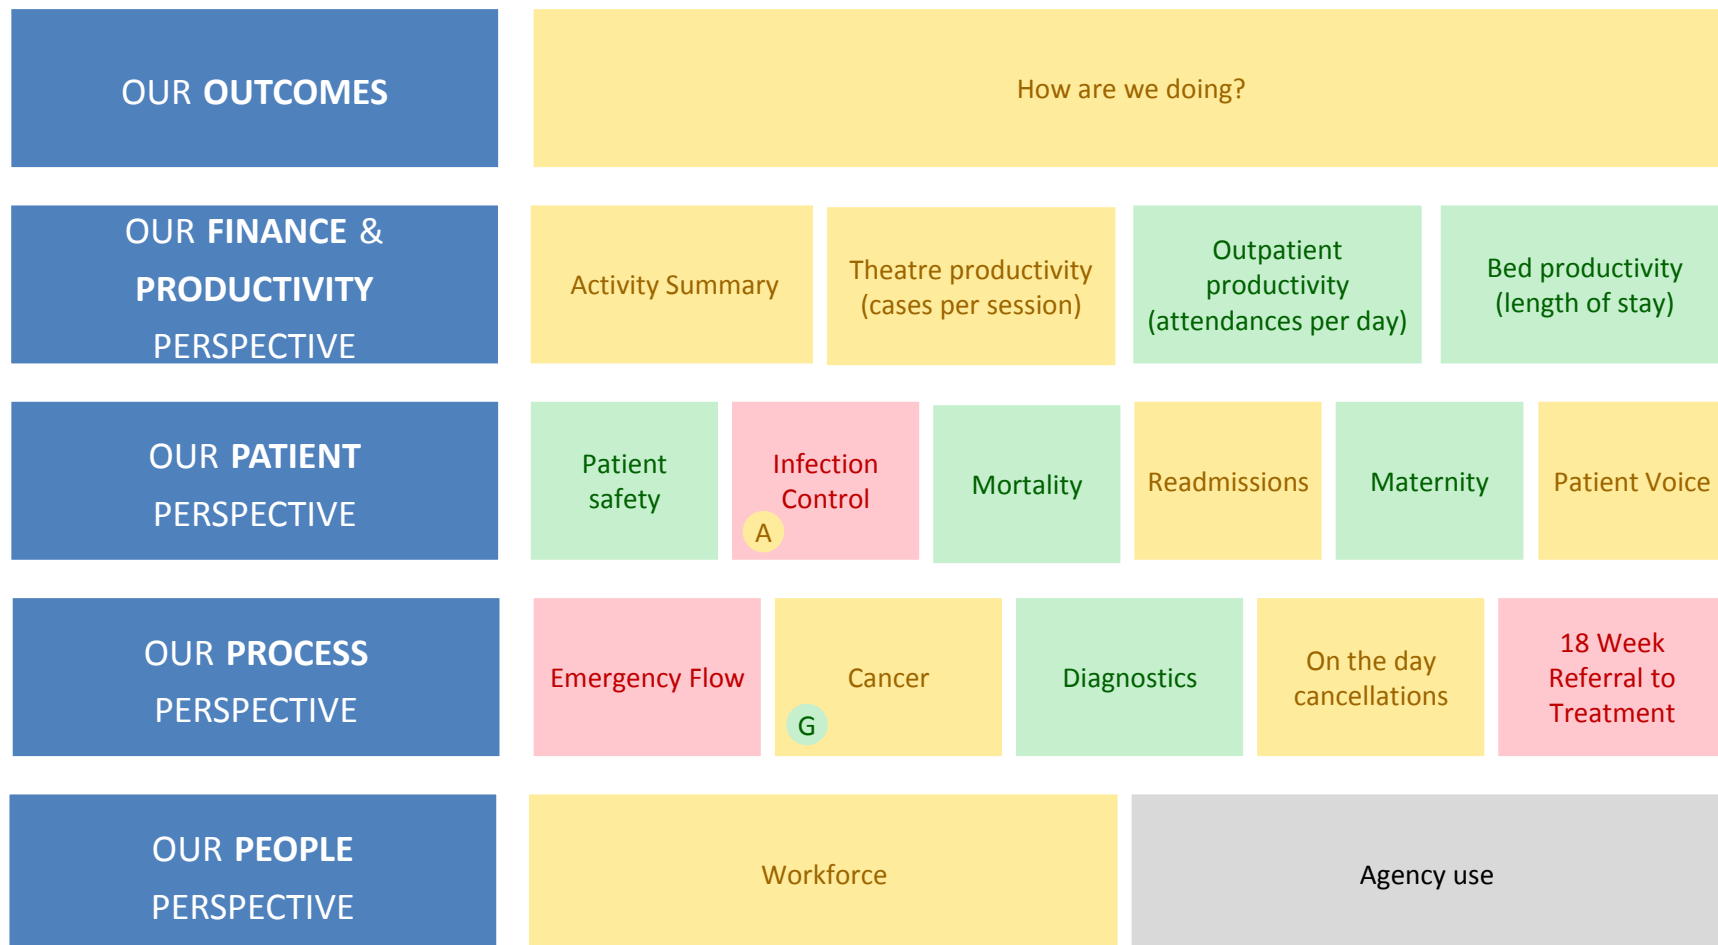 OUR OUTCOMES
How are we doing?
OUR FINANCE &
PRODUCTIVITY
PERSPECTIVE
Activity Summary
Theatre productivity
(cases per session)
Outpatient
productivity
(attendances per day)
Bed productivity
(length of stay)
OUR PATIENT
PERSPECTIVE
Patient
safety
Infection
Control
A
Mortality
Readmissions
Maternity
Patient Voice
OUR PROCESS
PERSPECTIVE
Emergency Flow
Cancer
G
Diagnostics
On the day
cancellations
18 Week
Referral to
Treatment
OUR PEOPLE
PERSPECTIVE
Workforce
Agency use